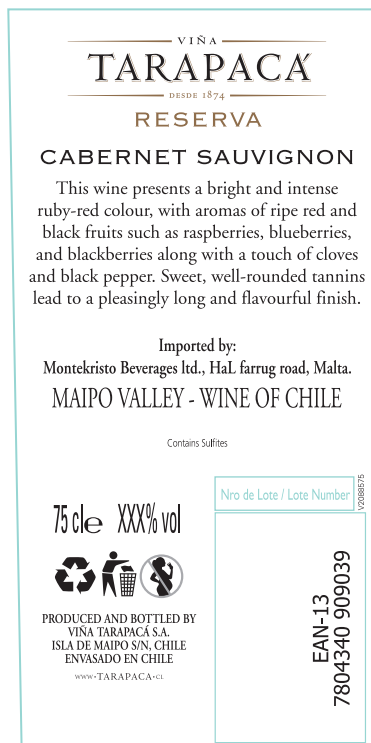 VIÑA
TARAPACÁ
DESDE 1874
RESERVA
CABERNET SAUVIGNON
This wine presents a bright and intense
ruby-red colour, with aromas of ripe red and
black fruits such as raspberries, blueberries,
and blackberries along with a touch of cloves
and black pepper. Sweet, well-rounded tannins
lead to a pleasingly long and flavourful finish.
Imported by:
Montekristo Beverages ltd., HaL farrug road, Malta.
MAIPO VALLEY - WINE OF CHILE
Contains Sulfites
75 cl e XXX% vol
PRODUCED AND BOTTLED BY
VIÑA TARAPACÁ S.A.
ISLA DE MAIPO S/N, CHILE
ENVASADO EN CHILE
WWW•TARAPACA•CL
Nro de Lote / Lote Number
V2088575
EAN-13
7804340 909039